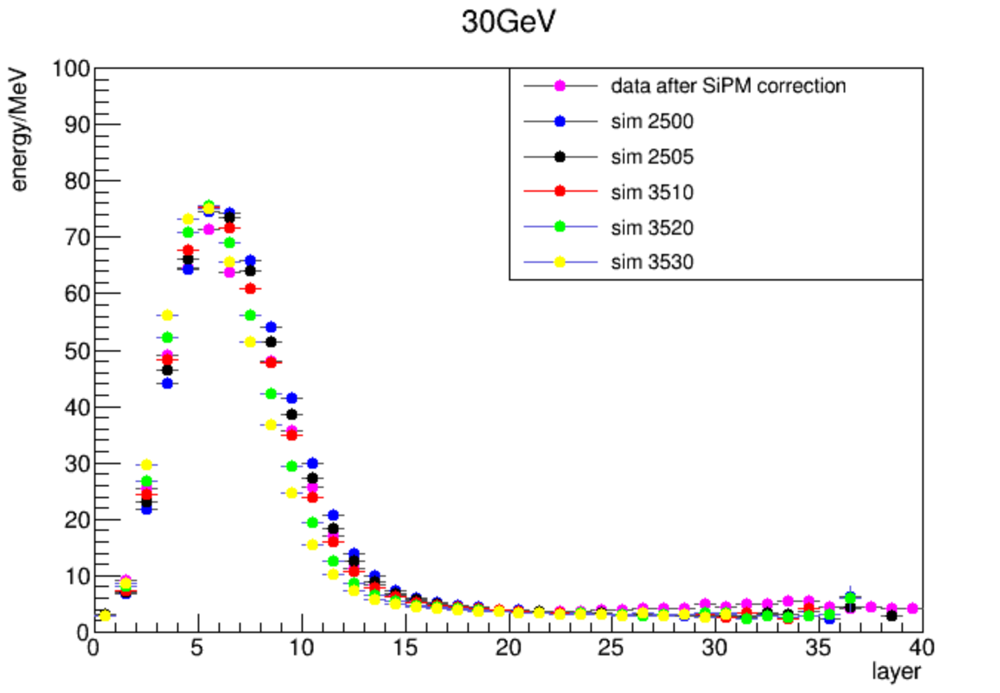 30GeV
energy/MeV
100
90
80
70
60
50
40
30
20
10
0
data after SiPM correction
sim 2500
sim 2505
sim 3510
sim 3520
sim 3530
0 5 10 15 20 25 30 35 40
layer